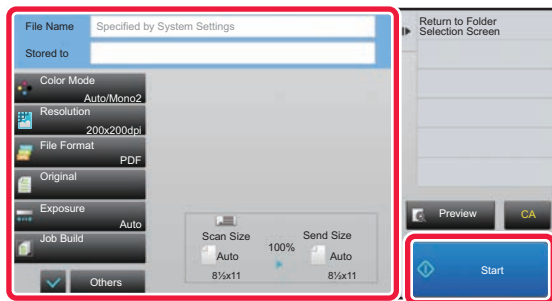 File Name
Specified by System Settings
Stored to
Color Mode
Auto/Mono2
Resolution
200x200dpi
File Format
PDF
Original
Exposure
Auto
Job Build
Others
Scan Size
Auto
8½x11
100%
Send Size
Auto
8½x11
Return to Folder
Selection Screen
Preview
CA
Start